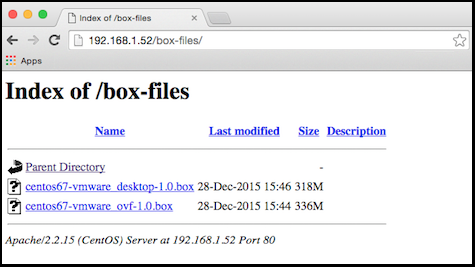 Index of /box-files
192.168.1.52/box-files/
Apps
Index of /box-files
Name Last modified Size Description
Parent Directory -
centos67-vmware_desktop-1.0.box 28-Dec-2015 15:46 318M
centos67-vmware_ovf-1.0.box 28-Dec-2015 15:44 336M
Apache/2.2.15 (CentOS) Server at 192.168.1.52 Port 80